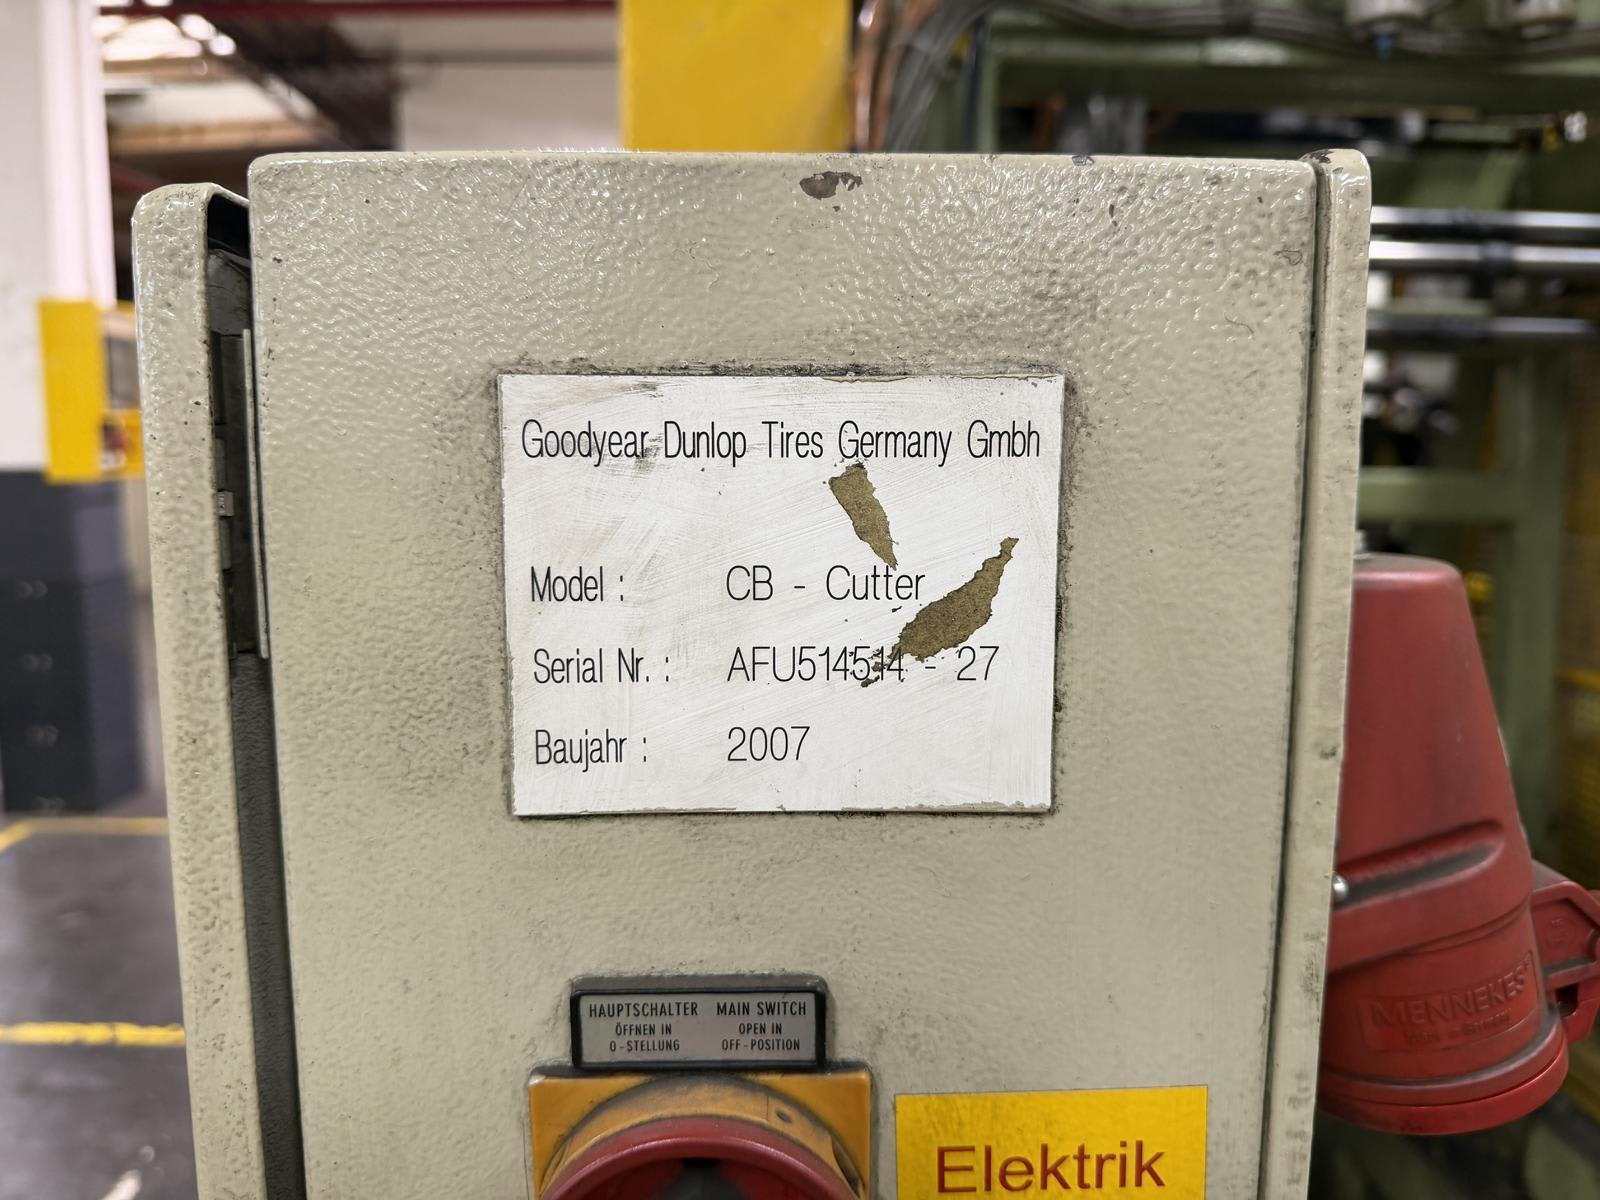 Goodyear Dunlop Tires Germany Gmbh
Model : CB - Cutter
Serial Nr. : AFU514514 - 27
Baujahr : 2007
HAUPTSCHALTER MAIN SWITCH
ÖFFNEN IN OPEN IN
0-STELLUNG OFF-POSITION
MENNEKES
Elektrik